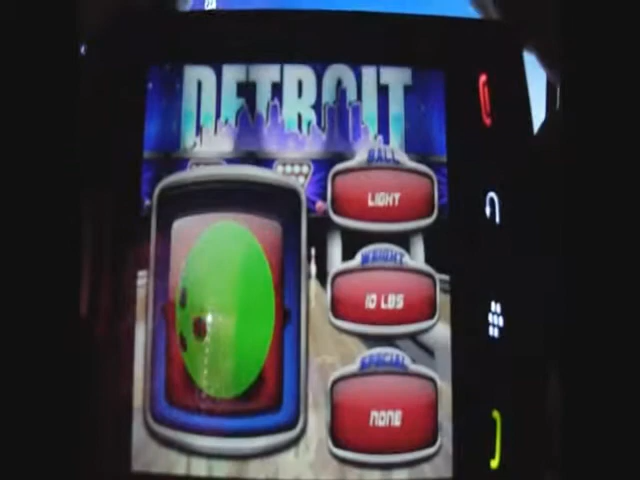 DETROIT
BALL
LIGHT
WEIGHT
10 LBS
SPECIAL
NONE